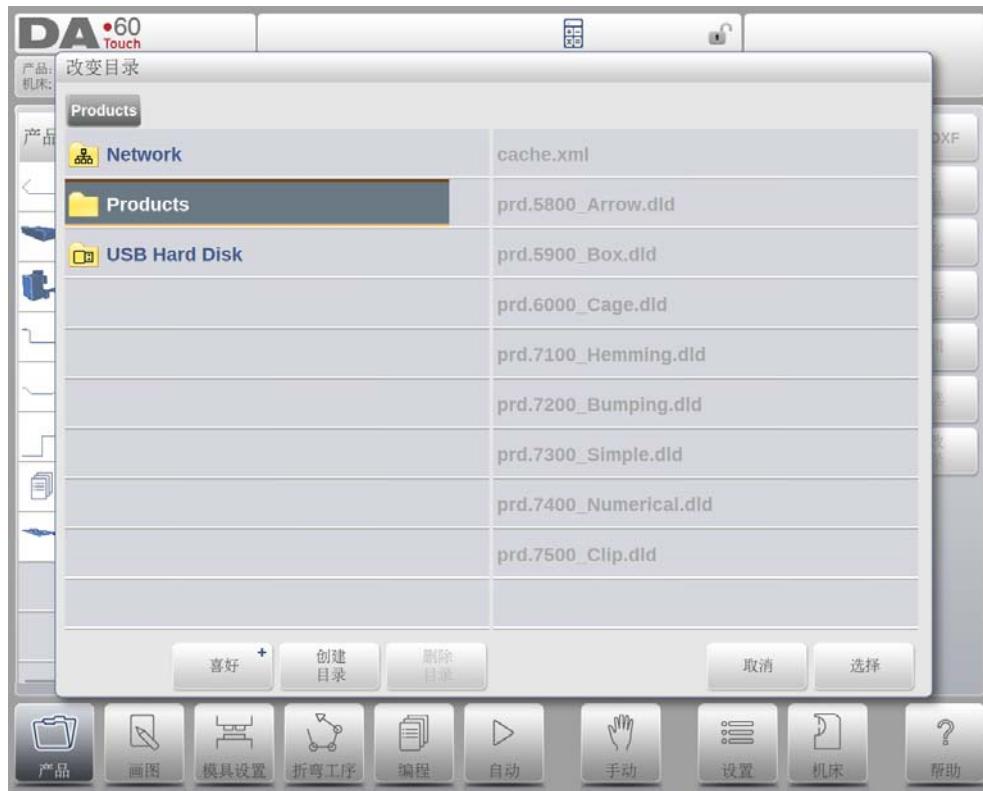 DA•60
Touch
产品:
机床:
改变目录
Products
产品
DXF
Network
cache.xml
Products
prd.5800_Arrow.dld
USB Hard Disk
prd.5900_Box.dld
prd.6000_Cage.dld
prd.7100_Hemming.dld
prd.7200_Bumping.dld
prd.7300_Simple.dld
prd.7400_Numerical.dld
prd.7500_Clip.dld
喜好 +
创建
目录
删除
目录
取消
选择
产品
画图
模具设置
折弯工序
编程
自动
手动
设置
机床
帮助